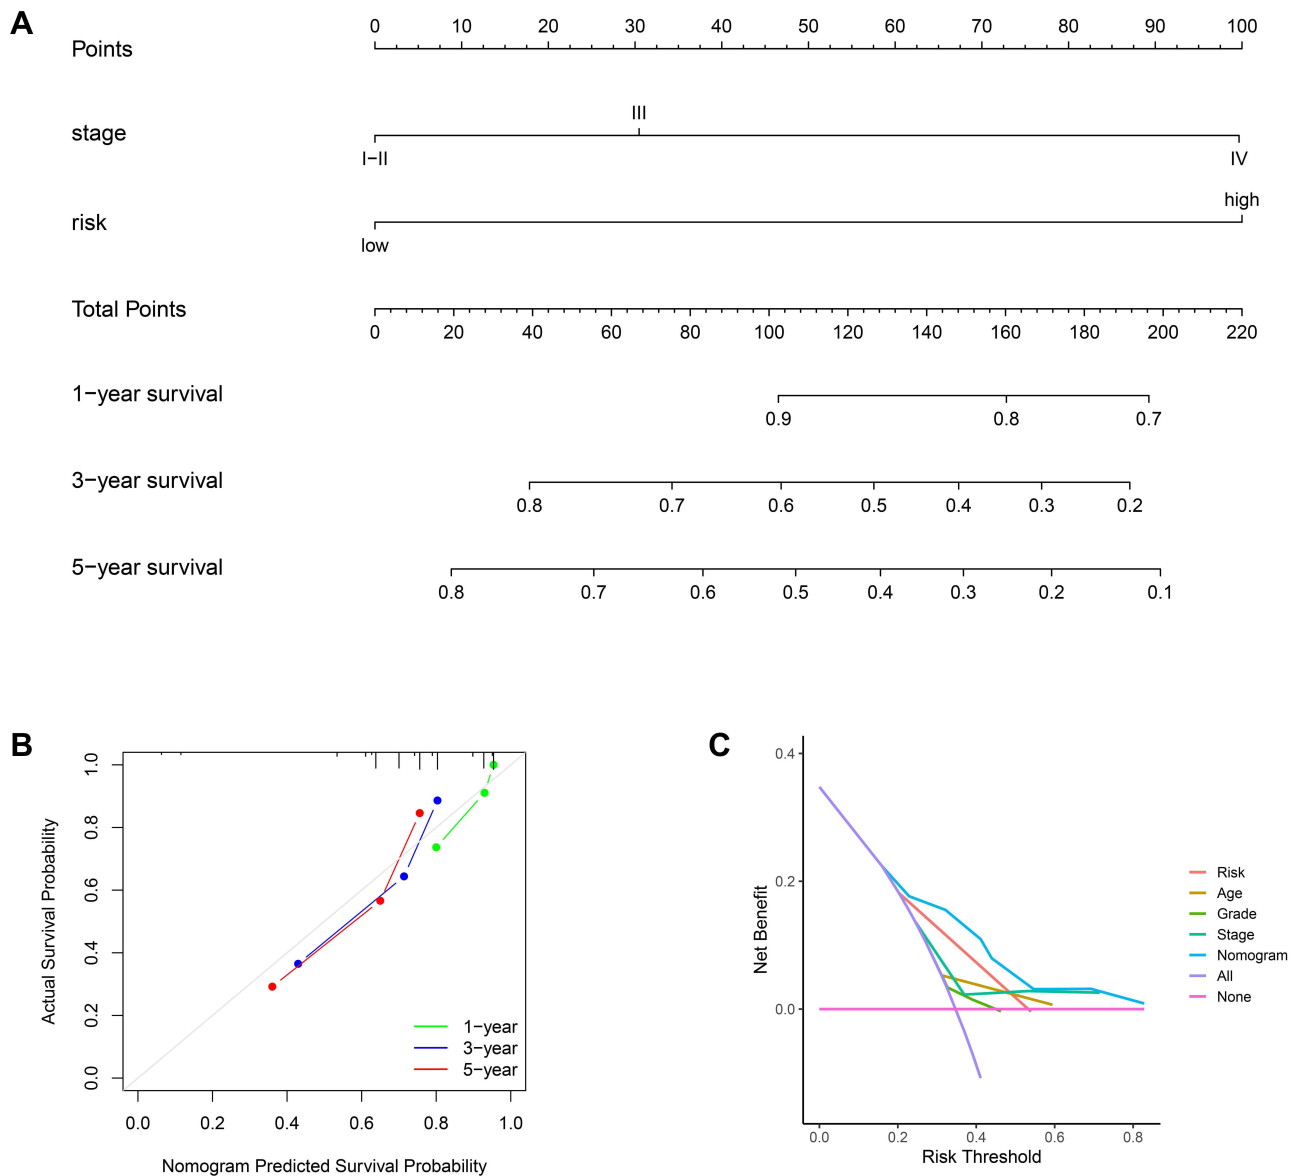 A
0 10 20 30 40 50 60 70 80 90 100
Points
III
stage
I−II IV
high
risk
low
Total Points
0 20 40 60 80 100 120 140 160 180 200 220
1−year survival
0.9 0.8 0.7
3−year survival
0.8 0.7 0.6 0.5 0.4 0.3 0.2
5−year survival
0.8 0.7 0.6 0.5 0.4 0.3 0.2 0.1
B
Actual Survival Probability
1.0
0.8
0.6
0.4
0.2
0.0
1−year
3−year
5−year
0.0 0.2 0.4 0.6 0.8 1.0
Nomogram Predicted Survival Probability
C
Net Benefit
0.4
0.2
0.0
Risk
Age
Grade
Stage
Nomogram
All
None
0.0 0.2 0.4 0.6 0.8
Risk Threshold